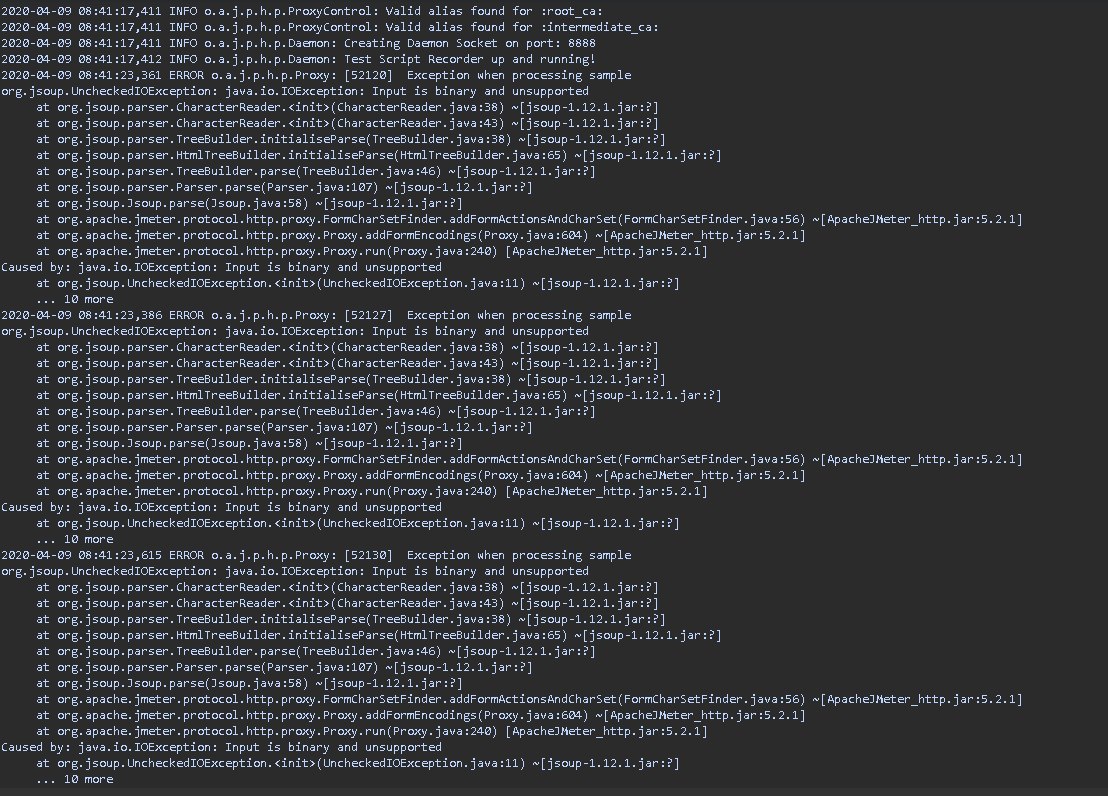 2020-04-09 08:41:17,411 INFO o.a.j.p.h.p.ProxyControl: Valid alias found for :root_ca:
2020-04-09 08:41:17,411 INFO o.a.j.p.h.p.ProxyControl: Valid alias found for :intermediate_ca:
2020-04-09 08:41:17,411 INFO o.a.j.p.h.p.Daemon: Creating Daemon Socket on port: 8888
2020-04-09 08:41:17,412 INFO o.a.j.p.h.p.Daemon: Test Script Recorder up and running!
2020-04-09 08:41:23,361 ERROR o.a.j.p.h.p.Proxy: [52120]  Exception when processing sample
org.jsoup.UncheckedIOException: java.io.IOException: Input is binary and unsupported
	at org.jsoup.parser.CharacterReader.<init>(CharacterReader.java:38) ~[jsoup-1.12.1.jar:?]
	at org.jsoup.parser.CharacterReader.<init>(CharacterReader.java:43) ~[jsoup-1.12.1.jar:?]
	at org.jsoup.parser.TreeBuilder.initialiseParse(TreeBuilder.java:38) ~[jsoup-1.12.1.jar:?]
	at org.jsoup.parser.HtmlTreeBuilder.initialiseParse(HtmlTreeBuilder.java:65) ~[jsoup-1.12.1.jar:?]
	at org.jsoup.parser.TreeBuilder.parse(TreeBuilder.java:46) ~[jsoup-1.12.1.jar:?]
	at org.jsoup.parser.Parser.parse(Parser.java:107) ~[jsoup-1.12.1.jar:?]
	at org.jsoup.Jsoup.parse(Jsoup.java:58) ~[jsoup-1.12.1.jar:?]
	at org.apache.jmeter.protocol.http.proxy.FormCharSetFinder.addFormActionsAndCharSet(FormCharSetFinder.java:56) ~[ApacheJMeter_http.jar:5.2.1]
	at org.apache.jmeter.protocol.http.proxy.Proxy.addFormEncodings(Proxy.java:604) ~[ApacheJMeter_http.jar:5.2.1]
	at org.apache.jmeter.protocol.http.proxy.Proxy.run(Proxy.java:240) [ApacheJMeter_http.jar:5.2.1]
Caused by: java.io.IOException: Input is binary and unsupported
	at org.jsoup.UncheckedIOException.<init>(UncheckedIOException.java:11) ~[jsoup-1.12.1.jar:?]
	... 10 more
2020-04-09 08:41:23,386 ERROR o.a.j.p.h.p.Proxy: [52127]  Exception when processing sample
org.jsoup.UncheckedIOException: java.io.IOException: Input is binary and unsupported
	at org.jsoup.parser.CharacterReader.<init>(CharacterReader.java:38) ~[jsoup-1.12.1.jar:?]
	at org.jsoup.parser.CharacterReader.<init>(CharacterReader.java:43) ~[jsoup-1.12.1.jar:?]
	at org.jsoup.parser.TreeBuilder.initialiseParse(TreeBuilder.java:38) ~[jsoup-1.12.1.jar:?]
	at org.jsoup.parser.HtmlTreeBuilder.initialiseParse(HtmlTreeBuilder.java:65) ~[jsoup-1.12.1.jar:?]
	at org.jsoup.parser.TreeBuilder.parse(TreeBuilder.java:46) ~[jsoup-1.12.1.jar:?]
	at org.jsoup.parser.Parser.parse(Parser.java:107) ~[jsoup-1.12.1.jar:?]
	at org.jsoup.Jsoup.parse(Jsoup.java:58) ~[jsoup-1.12.1.jar:?]
	at org.apache.jmeter.protocol.http.proxy.FormCharSetFinder.addFormActionsAndCharSet(FormCharSetFinder.java:56) ~[ApacheJMeter_http.jar:5.2.1]
	at org.apache.jmeter.protocol.http.proxy.Proxy.addFormEncodings(Proxy.java:604) ~[ApacheJMeter_http.jar:5.2.1]
	at org.apache.jmeter.protocol.http.proxy.Proxy.run(Proxy.java:240) [ApacheJMeter_http.jar:5.2.1]
Caused by: java.io.IOException: Input is binary and unsupported
	at org.jsoup.UncheckedIOException.<init>(UncheckedIOException.java:11) ~[jsoup-1.12.1.jar:?]
	... 10 more
2020-04-09 08:41:23,615 ERROR o.a.j.p.h.p.Proxy: [52130]  Exception when processing sample
org.jsoup.UncheckedIOException: java.io.IOException: Input is binary and unsupported
	at org.jsoup.parser.CharacterReader.<init>(CharacterReader.java:38) ~[jsoup-1.12.1.jar:?]
	at org.jsoup.parser.CharacterReader.<init>(CharacterReader.java:43) ~[jsoup-1.12.1.jar:?]
	at org.jsoup.parser.TreeBuilder.initialiseParse(TreeBuilder.java:38) ~[jsoup-1.12.1.jar:?]
	at org.jsoup.parser.HtmlTreeBuilder.initialiseParse(HtmlTreeBuilder.java:65) ~[jsoup-1.12.1.jar:?]
	at org.jsoup.parser.TreeBuilder.parse(TreeBuilder.java:46) ~[jsoup-1.12.1.jar:?]
	at org.jsoup.parser.Parser.parse(Parser.java:107) ~[jsoup-1.12.1.jar:?]
	at org.jsoup.Jsoup.parse(Jsoup.java:58) ~[jsoup-1.12.1.jar:?]
	at org.apache.jmeter.protocol.http.proxy.FormCharSetFinder.addFormActionsAndCharSet(FormCharSetFinder.java:56) ~[ApacheJMeter_http.jar:5.2.1]
	at org.apache.jmeter.protocol.http.proxy.Proxy.addFormEncodings(Proxy.java:604) ~[ApacheJMeter_http.jar:5.2.1]
	at org.apache.jmeter.protocol.http.proxy.Proxy.run(Proxy.java:240) [ApacheJMeter_http.jar:5.2.1]
Caused by: java.io.IOException: Input is binary and unsupported
	at org.jsoup.UncheckedIOException.<init>(UncheckedIOException.java:11) ~[jsoup-1.12.1.jar:?]
	... 10 more